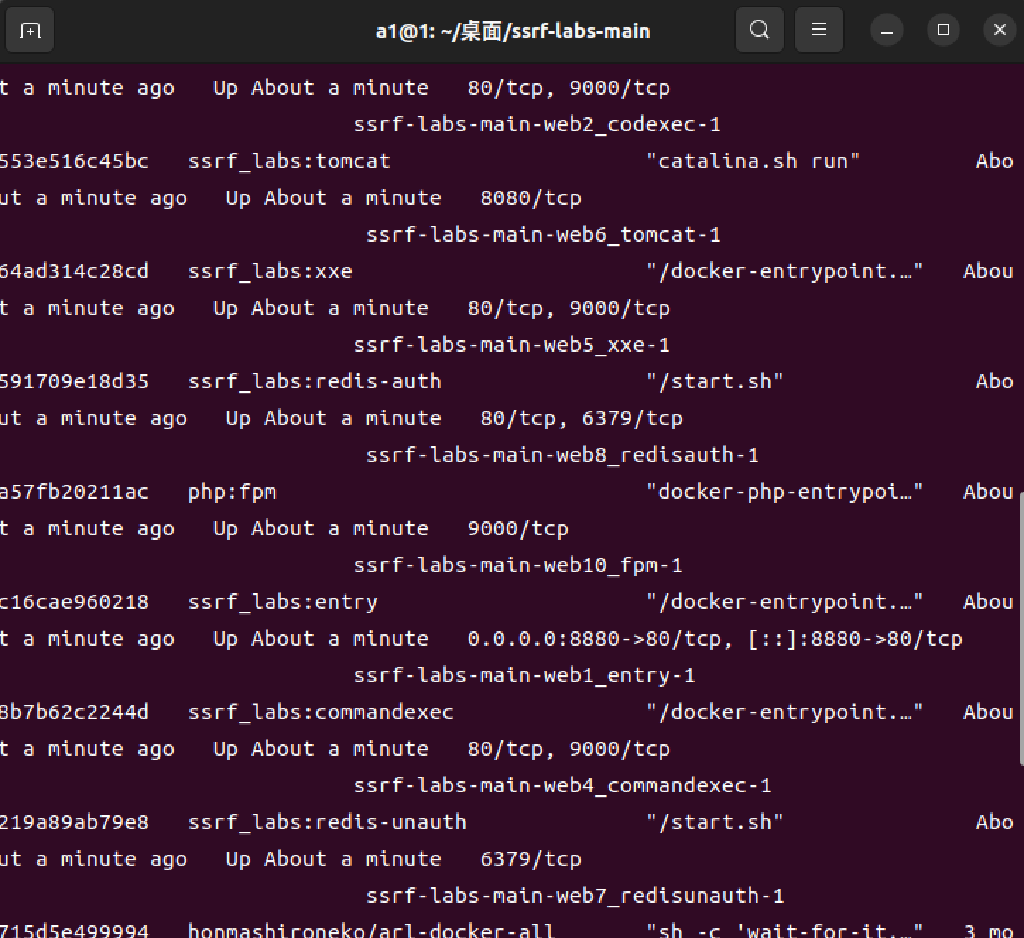 a1@1: ~/桌面/ssrf-labs-main
t a minute ago   Up About a minute   80/tcp, 9000/tcp
ssrf-labs-main-web2_codexec-1
553e516c45bc   ssrf_labs:tomcat   "catalina.sh run"   Abo
ut a minute ago   Up About a minute   8080/tcp
ssrf-labs-main-web6_tomcat-1
64ad314c28cd   ssrf_labs:xxe   "/docker-entrypoint.…"   Abou
t a minute ago   Up About a minute   80/tcp, 9000/tcp
ssrf-labs-main-web5_xxe-1
591709e18d35   ssrf_labs:redis-auth   "/start.sh"   Abo
ut a minute ago   Up About a minute   80/tcp, 6379/tcp
ssrf-labs-main-web8_redisauth-1
a57fb20211ac   php:fpm   "docker-php-entrypoi…"   Abou
t a minute ago   Up About a minute   9000/tcp
ssrf-labs-main-web10_fpm-1
c16cae960218   ssrf_labs:entry   "/docker-entrypoint.…"   Abou
t a minute ago   Up About a minute   0.0.0.0:8880->80/tcp, [::]:8880->80/tcp
ssrf-labs-main-web1_entry-1
8b7b62c2244d   ssrf_labs:commandexec   "/docker-entrypoint.…"   Abou
t a minute ago   Up About a minute   80/tcp, 9000/tcp
ssrf-labs-main-web4_commandexec-1
219a89ab79e8   ssrf_labs:redis-unauth   "/start.sh"   Abo
ut a minute ago   Up About a minute   6379/tcp
ssrf-labs-main-web7_redisunauth-1
715d5e499994   honmashironeko/arl-docker-all   "sh -c 'wait-for-it.…"   3 mo